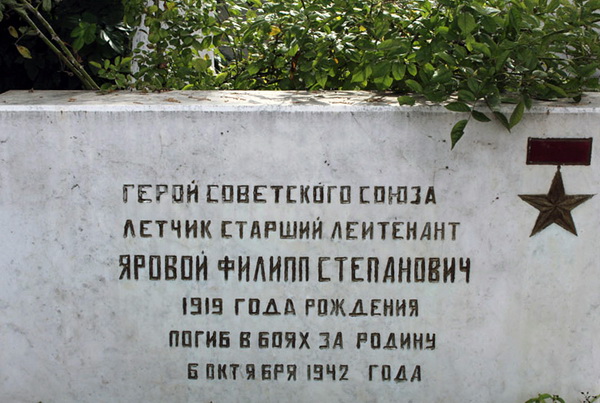 ГЕРОЙ СОВЕТСКОГО СОЮЗА
ЛЕТЧИК СТАРШИЙ ЛЕЙТЕНАНТ
ЯРОВОЙ ФИЛИПП СТЕПАНОВИЧ
1919 ГОДА РОЖДЕНИЯ
ПОГИБ В БОЯХ ЗА РОДИНУ
6 ОКТЯБРЯ 1942 ГОДА